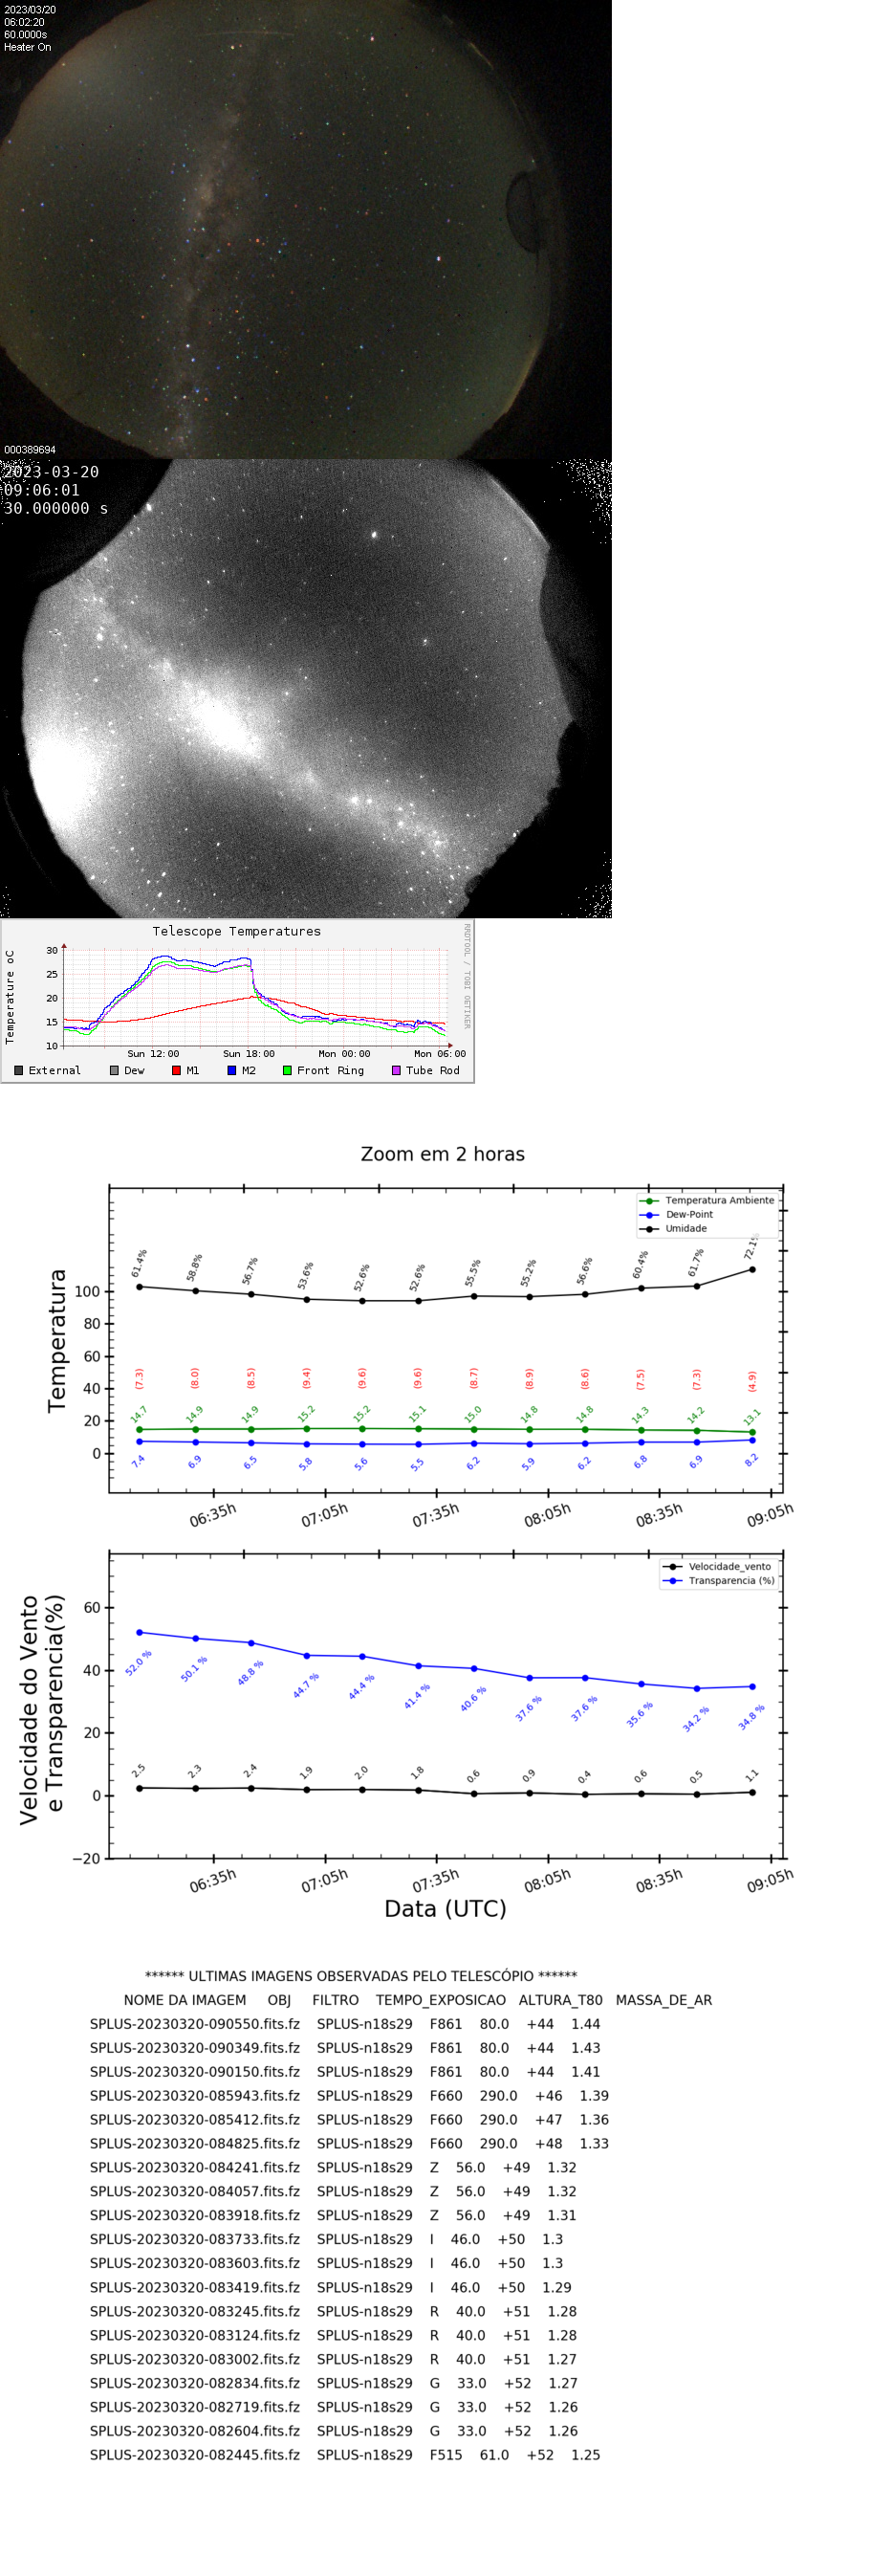 2023/03/20
06:02:20
60.0000s
Heater On
000389694
2023-03-20
09:06:01
30.000000 s
Telescope Temperatures
RRDTOOL / TOBI OETIKER
Temperature oC
30
25
20
15
10
Sun 12:00 Sun 18:00 Mon 00:00 Mon 06:00
External Dew M1 M2 Front Ring Tube Rod
Zoom em 2 horas
Temperatura Ambiente
Dew-Point
Umidade
Temperatura
100
80
60
40
20
0
61.4% 58.8% 56.7% 53.6% 52.6% 52.6% 55.5% 55.2% 56.6% 60.4% 61.7% 72.1%
(7.3) (8.0) (8.5) (9.4) (9.6) (9.6) (8.7) (8.9) (8.6) (7.5) (7.3) (4.9)
14.7 14.9 14.9 15.2 15.2 15.1 15.0 14.8 14.8 14.3 14.2 13.1
7.4 6.9 6.5 5.8 5.6 5.5 6.2 5.9 6.2 6.8 6.9 8.2
06:35h 07:05h 07:35h 08:05h 08:35h 09:05h
Velocidade_vento
Transparencia (%)
Velocidade do Vento
e Transparencia(%)
60
40
20
0
−20
52.0 % 50.1 % 48.8 % 44.7 % 44.4 % 41.4 % 40.6 % 37.6 % 37.6 % 35.6 % 34.2 % 34.8 %
2.5 2.3 2.4 1.9 2.0 1.8 0.6 0.9 0.4 0.6 0.5 1.1
06:35h 07:05h 07:35h 08:05h 08:35h 09:05h
Data (UTC)
****** ULTIMAS IMAGENS OBSERVADAS PELO TELESCÓPIO ******
NOME DA IMAGEM OBJ FILTRO TEMPO_EXPOSICAO ALTURA_T80 MASSA_DE_AR
SPLUS-20230320-090550.fits.fz SPLUS-n18s29 F861 80.0 +44 1.44
SPLUS-20230320-090349.fits.fz SPLUS-n18s29 F861 80.0 +44 1.43
SPLUS-20230320-090150.fits.fz SPLUS-n18s29 F861 80.0 +44 1.41
SPLUS-20230320-085943.fits.fz SPLUS-n18s29 F660 290.0 +46 1.39
SPLUS-20230320-085412.fits.fz SPLUS-n18s29 F660 290.0 +47 1.36
SPLUS-20230320-084825.fits.fz SPLUS-n18s29 F660 290.0 +48 1.33
SPLUS-20230320-084241.fits.fz SPLUS-n18s29 Z 56.0 +49 1.32
SPLUS-20230320-084057.fits.fz SPLUS-n18s29 Z 56.0 +49 1.32
SPLUS-20230320-083918.fits.fz SPLUS-n18s29 Z 56.0 +49 1.31
SPLUS-20230320-083733.fits.fz SPLUS-n18s29 I 46.0 +50 1.3
SPLUS-20230320-083603.fits.fz SPLUS-n18s29 I 46.0 +50 1.3
SPLUS-20230320-083419.fits.fz SPLUS-n18s29 I 46.0 +50 1.29
SPLUS-20230320-083245.fits.fz SPLUS-n18s29 R 40.0 +51 1.28
SPLUS-20230320-083124.fits.fz SPLUS-n18s29 R 40.0 +51 1.28
SPLUS-20230320-083002.fits.fz SPLUS-n18s29 R 40.0 +51 1.27
SPLUS-20230320-082834.fits.fz SPLUS-n18s29 G 33.0 +52 1.27
SPLUS-20230320-082719.fits.fz SPLUS-n18s29 G 33.0 +52 1.26
SPLUS-20230320-082604.fits.fz SPLUS-n18s29 G 33.0 +52 1.26
SPLUS-20230320-082445.fits.fz SPLUS-n18s29 F515 61.0 +52 1.25